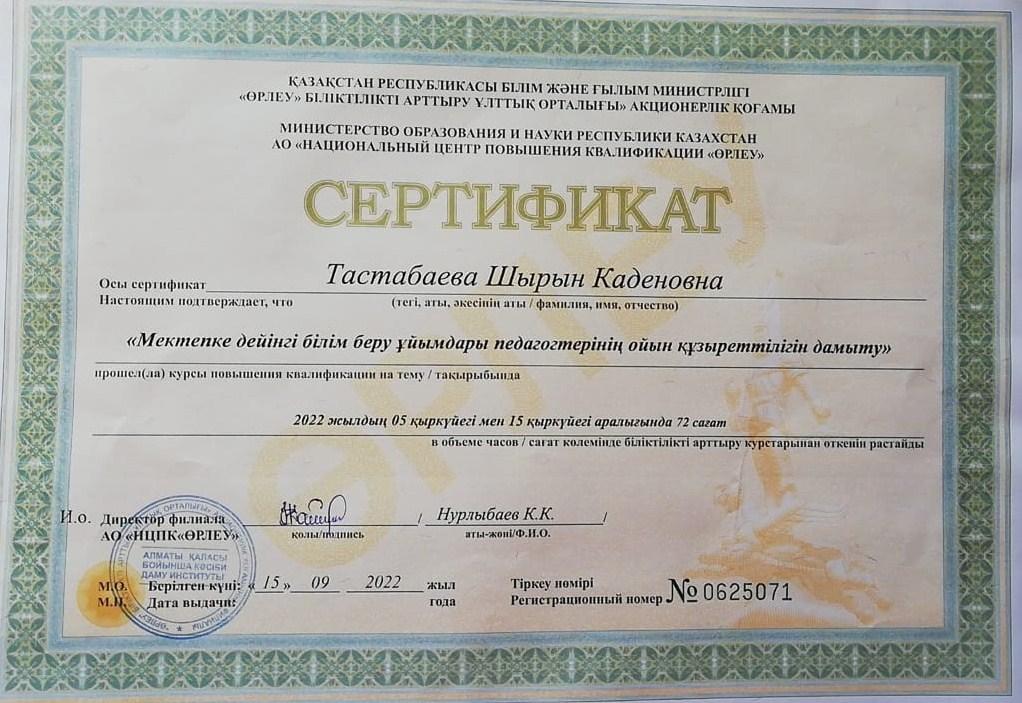 ҚАЗАҚСТАН РЕСПУБЛИКАСЫ БІЛІМ ЖӘНЕ ҒЫЛЫМ МИНИСТРЛІГІ
«ӨРЛЕУ» БІЛІКТІЛІКТІ АРТТЫРУ ҰЛТТЫҚ ОРТАЛЫҒЫ» АКЦИОНЕРЛІК ҚОҒАМЫ
МИНИСТЕРСТВО ОБРАЗОВАНИЯ И НАУКИ РЕСПУБЛИКИ КАЗАХСТАН
АО «НАЦИОНАЛЬНЫЙ ЦЕНТР ПОВЫШЕНИЯ КВАЛИФИКАЦИИ «ӨРЛЕУ»
СЕРТИФИКАТ
ӨРЛЕУ
Осы сертификат Тастабаева Шырын Каденовна
Настоящим подтверждает, что (тегі, аты, әкесінің аты / фамилия, имя, отчество)
«Мектепке дейінгі білім беру ұйымдары педагогтерінің ойын құзыреттілігін дамыту»
прошел(ла) курсы повышения квалификации на тему / тақырыбында
2022 жылдың 05 қыркүйегі мен 15 қыркүйегі аралығында 72 сағат
в объеме часов / сағат көлемінде біліктілікті арттыру курстарынан өткенін растайды
И.о. Директор филиала / Нурлыбаев К.К. /
АО «НЦПК«ӨРЛЕУ» қолы/подпись аты-жөні/Ф.И.О.
АЛМАТЫ ҚАЛАСЫ
БОЙЫНША КӘСІБИ
ДАМУ ИНСТИТУТЫ
М.О. Берілген күні: « 15 » 09 2022 жыл Тіркеу нөмірі
М.П. Дата выдачи: года Регистрационный номер № 0625071